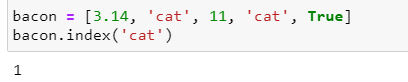 bacon = [3.14, 'cat', 11, 'cat', True]
bacon.index('cat')
1